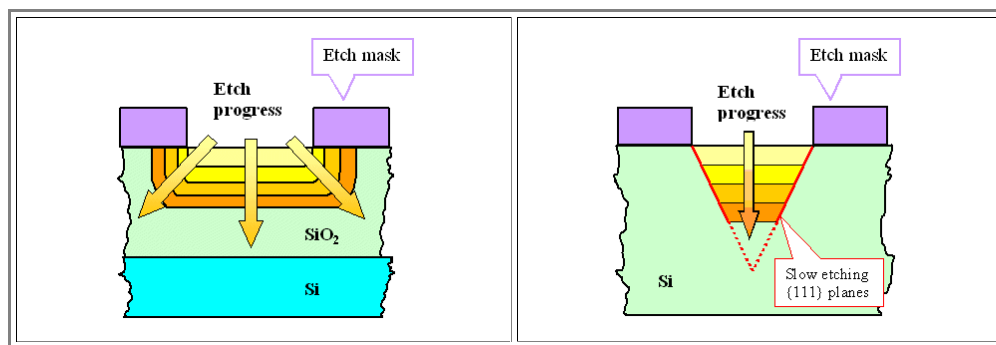 Etch mask
Etch
progress
SiO₂
Si
Etch mask
Etch
progress
Si
Slow etching
{111} planes